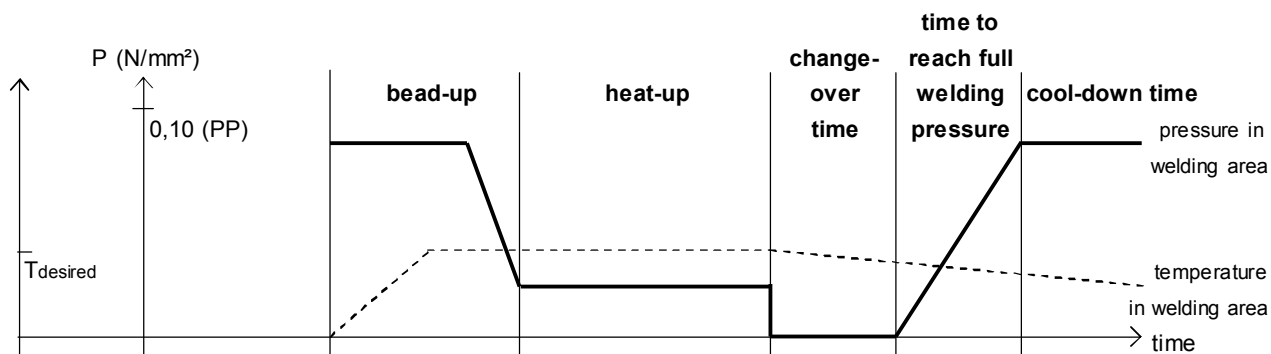 P (N/mm²)
0,10 (PP)
Tdesired
bead-up
heat-up
change-
over
time
time to
reach full
welding
pressure
cool-down time
pressure in
welding area
temperature
in welding area
time